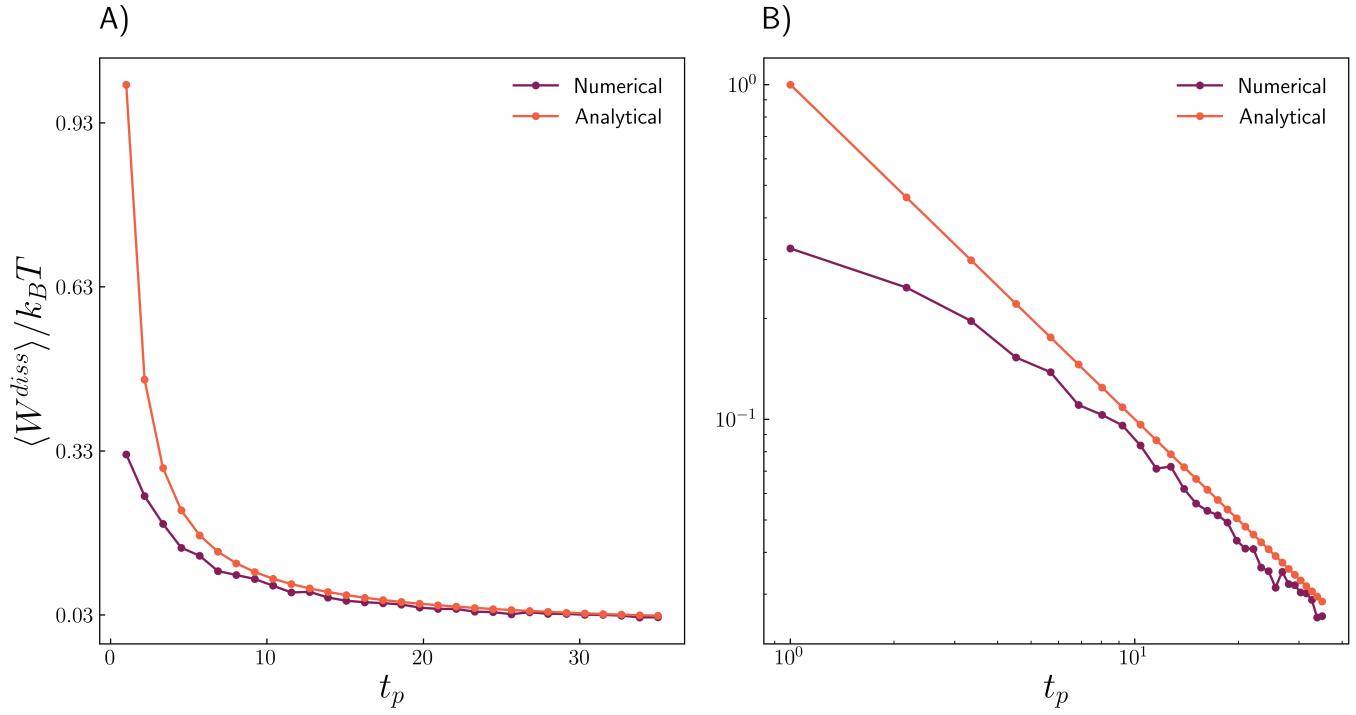 A)
Numerical
Analytical
0.93
0.63
0.33
0.03
⟨W^{diss}⟩/k_BT
0 10 20 30
t_p
B)
Numerical
Analytical
10^0
10^{-1}
10^0 10^1
t_p